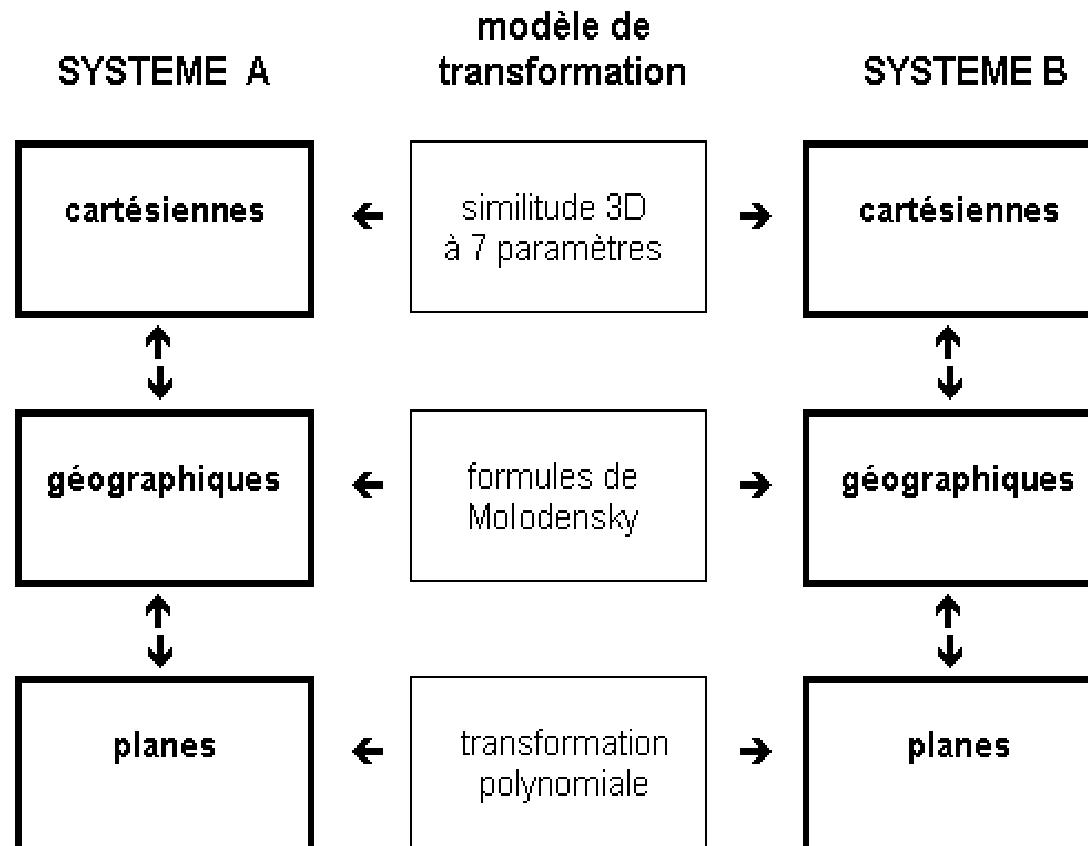 modèle de
SYSTEME A transformation SYSTEME B
cartésiennes similitude 3D cartésiennes
à 7 paramètres
géographiques formules de géographiques
Molodensky
planes transformation planes
polynomiale